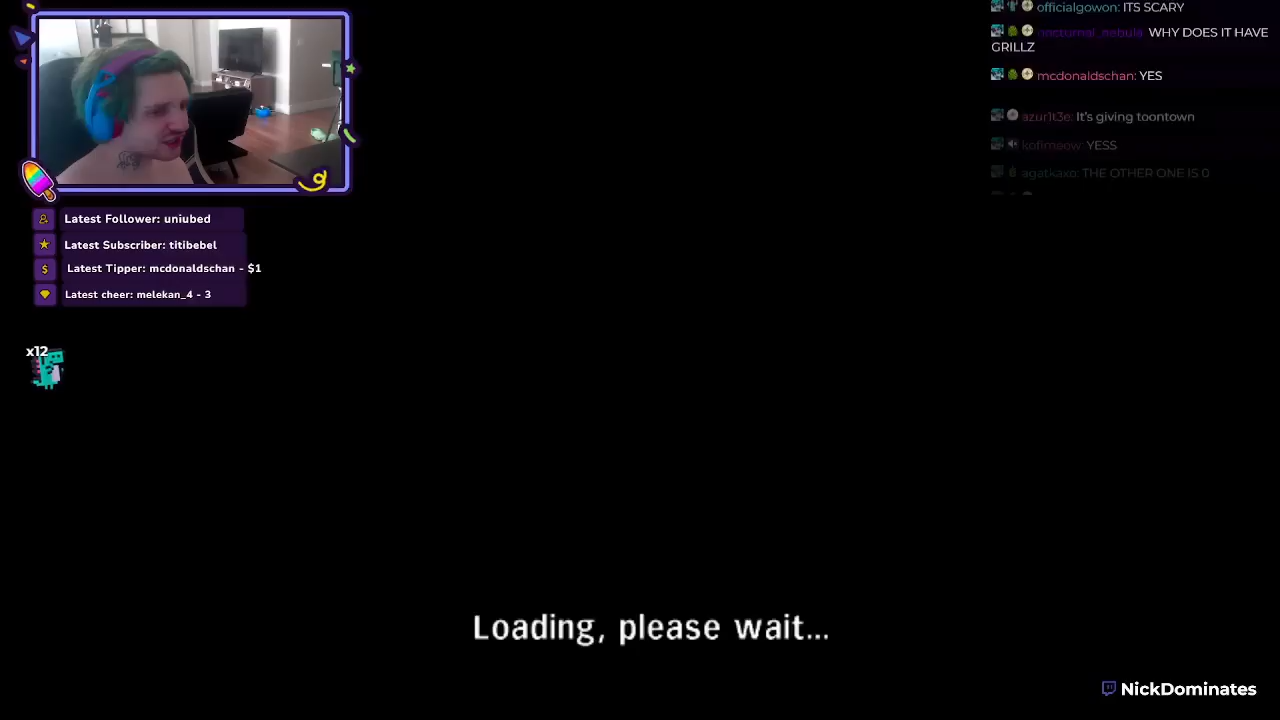 officialgowon: ITS SCARY
nocturnal_nebula: WHY DOES IT HAVE
GRILLZ
mcdonaldschan: YES
azur1t3e: It's giving toontown
kofimeow: YESS
agatkaxo: THE OTHER ONE IS 0
Latest Follower: uniubed
Latest Subscriber: titibebel
Latest Tipper: mcdonaldschan - $1
Latest cheer: melekan_4 - 3
x12
Loading, please wait...
NickDominates